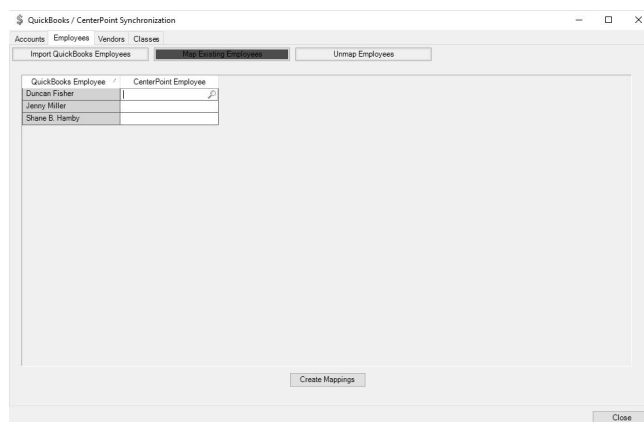 QuickBooks / CenterPoint Synchronization
Accounts Employees Vendors Classes
Import QuickBooks Employees Map Existing Employees Unmap Employees
QuickBooks Employee CenterPoint Employee
Duncan Fisher
Jenny Miller
Shane B. Hamby
Create Mappings
Close